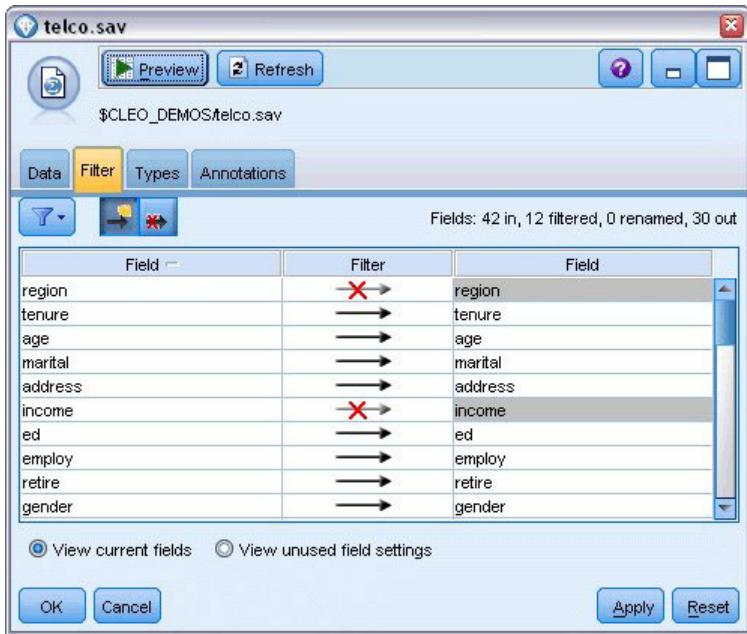 telco.sav
Preview Refresh
$CLEO_DEMOS/telco.sav
Data Filter Types Annotations
Fields: 42 in, 12 filtered, 0 renamed, 30 out
Field Filter Field
region region
tenure tenure
age age
marital marital
address address
income income
ed ed
employ employ
retire retire
gender gender
View current fields View unused field settings
OK Cancel Apply Reset